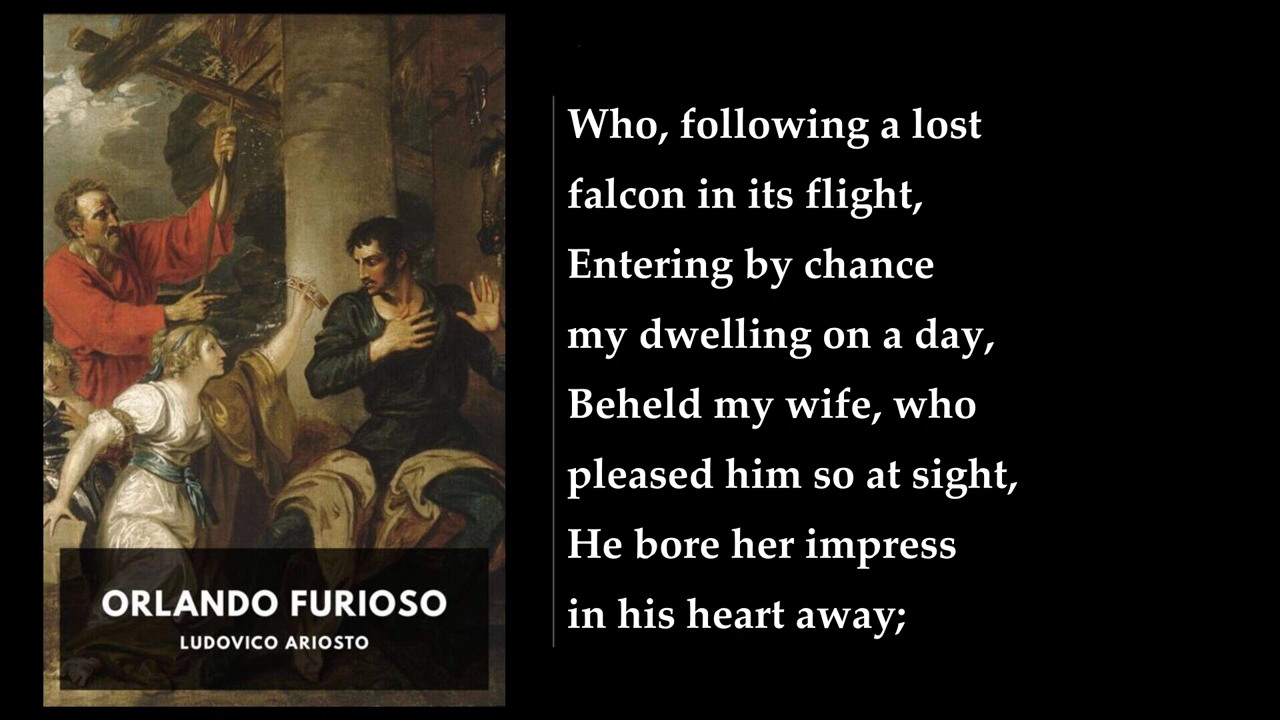 ORLANDO FURIOSO
LUDOVICO ARIOSTO
Who, following a lost
falcon in its flight,
Entering by chance
my dwelling on a day,
Beheld my wife, who
pleased him so at sight,
He bore her impress
in his heart away;